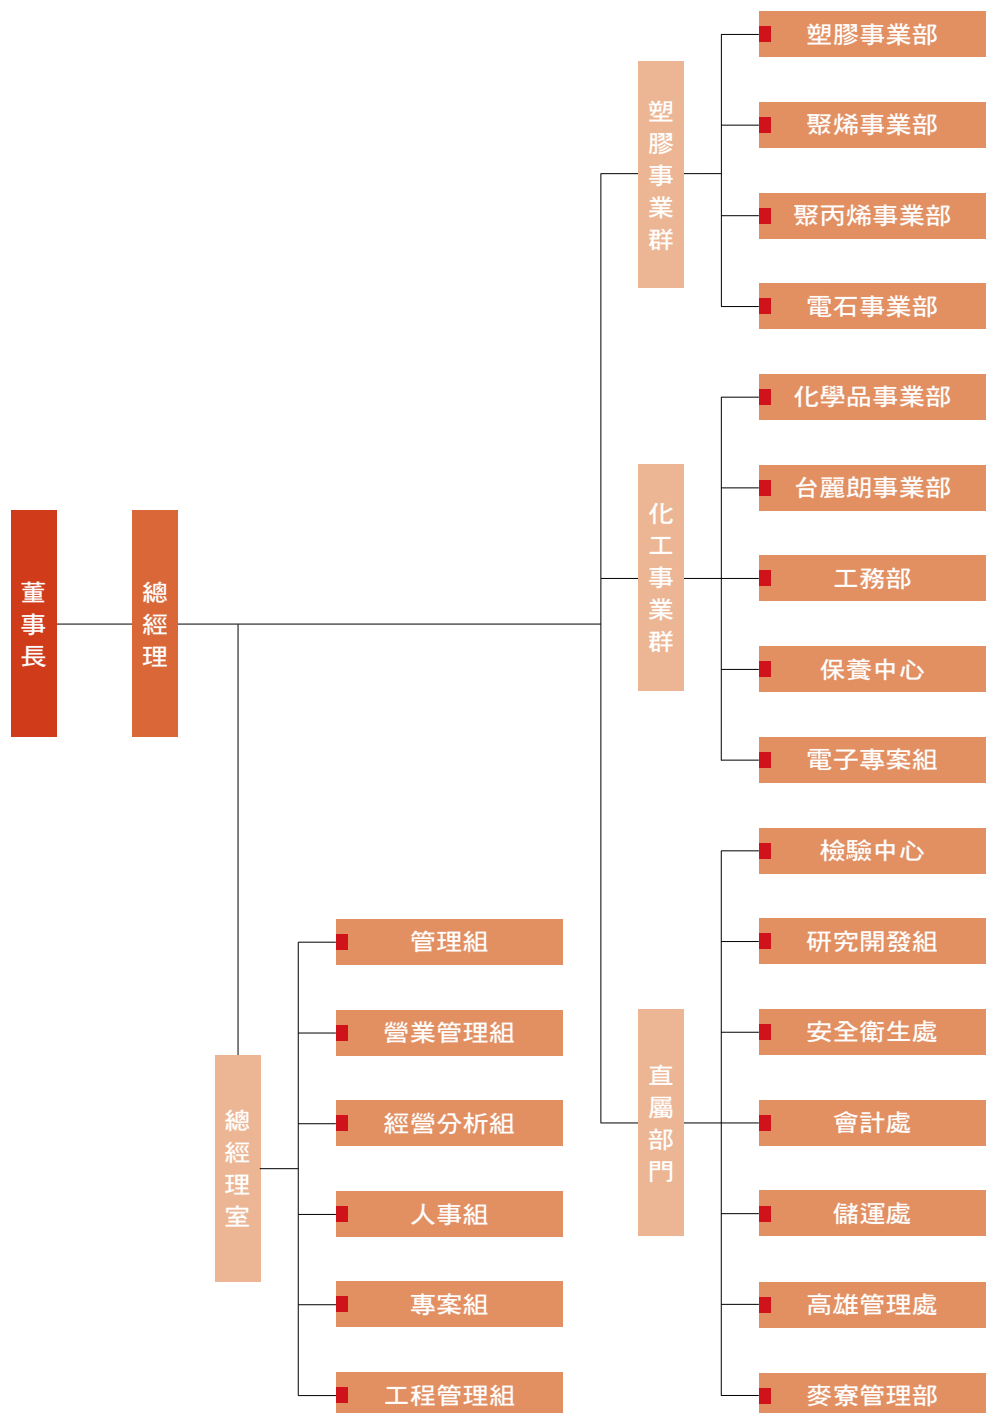 董事長
總經理
總經理室
管理組
營業管理組
經營分析組
人事組
專案組
工程管理組
塑膠事業群
塑膠事業部
聚烯事業部
聚丙烯事業部
電石事業部
化工事業群
化學品事業部
台麗朗事業部
工務部
保養中心
電子專案組
直屬部門
檢驗中心
研究開發組
安全衛生處
會計處
儲運處
高雄管理處
麥寮管理部